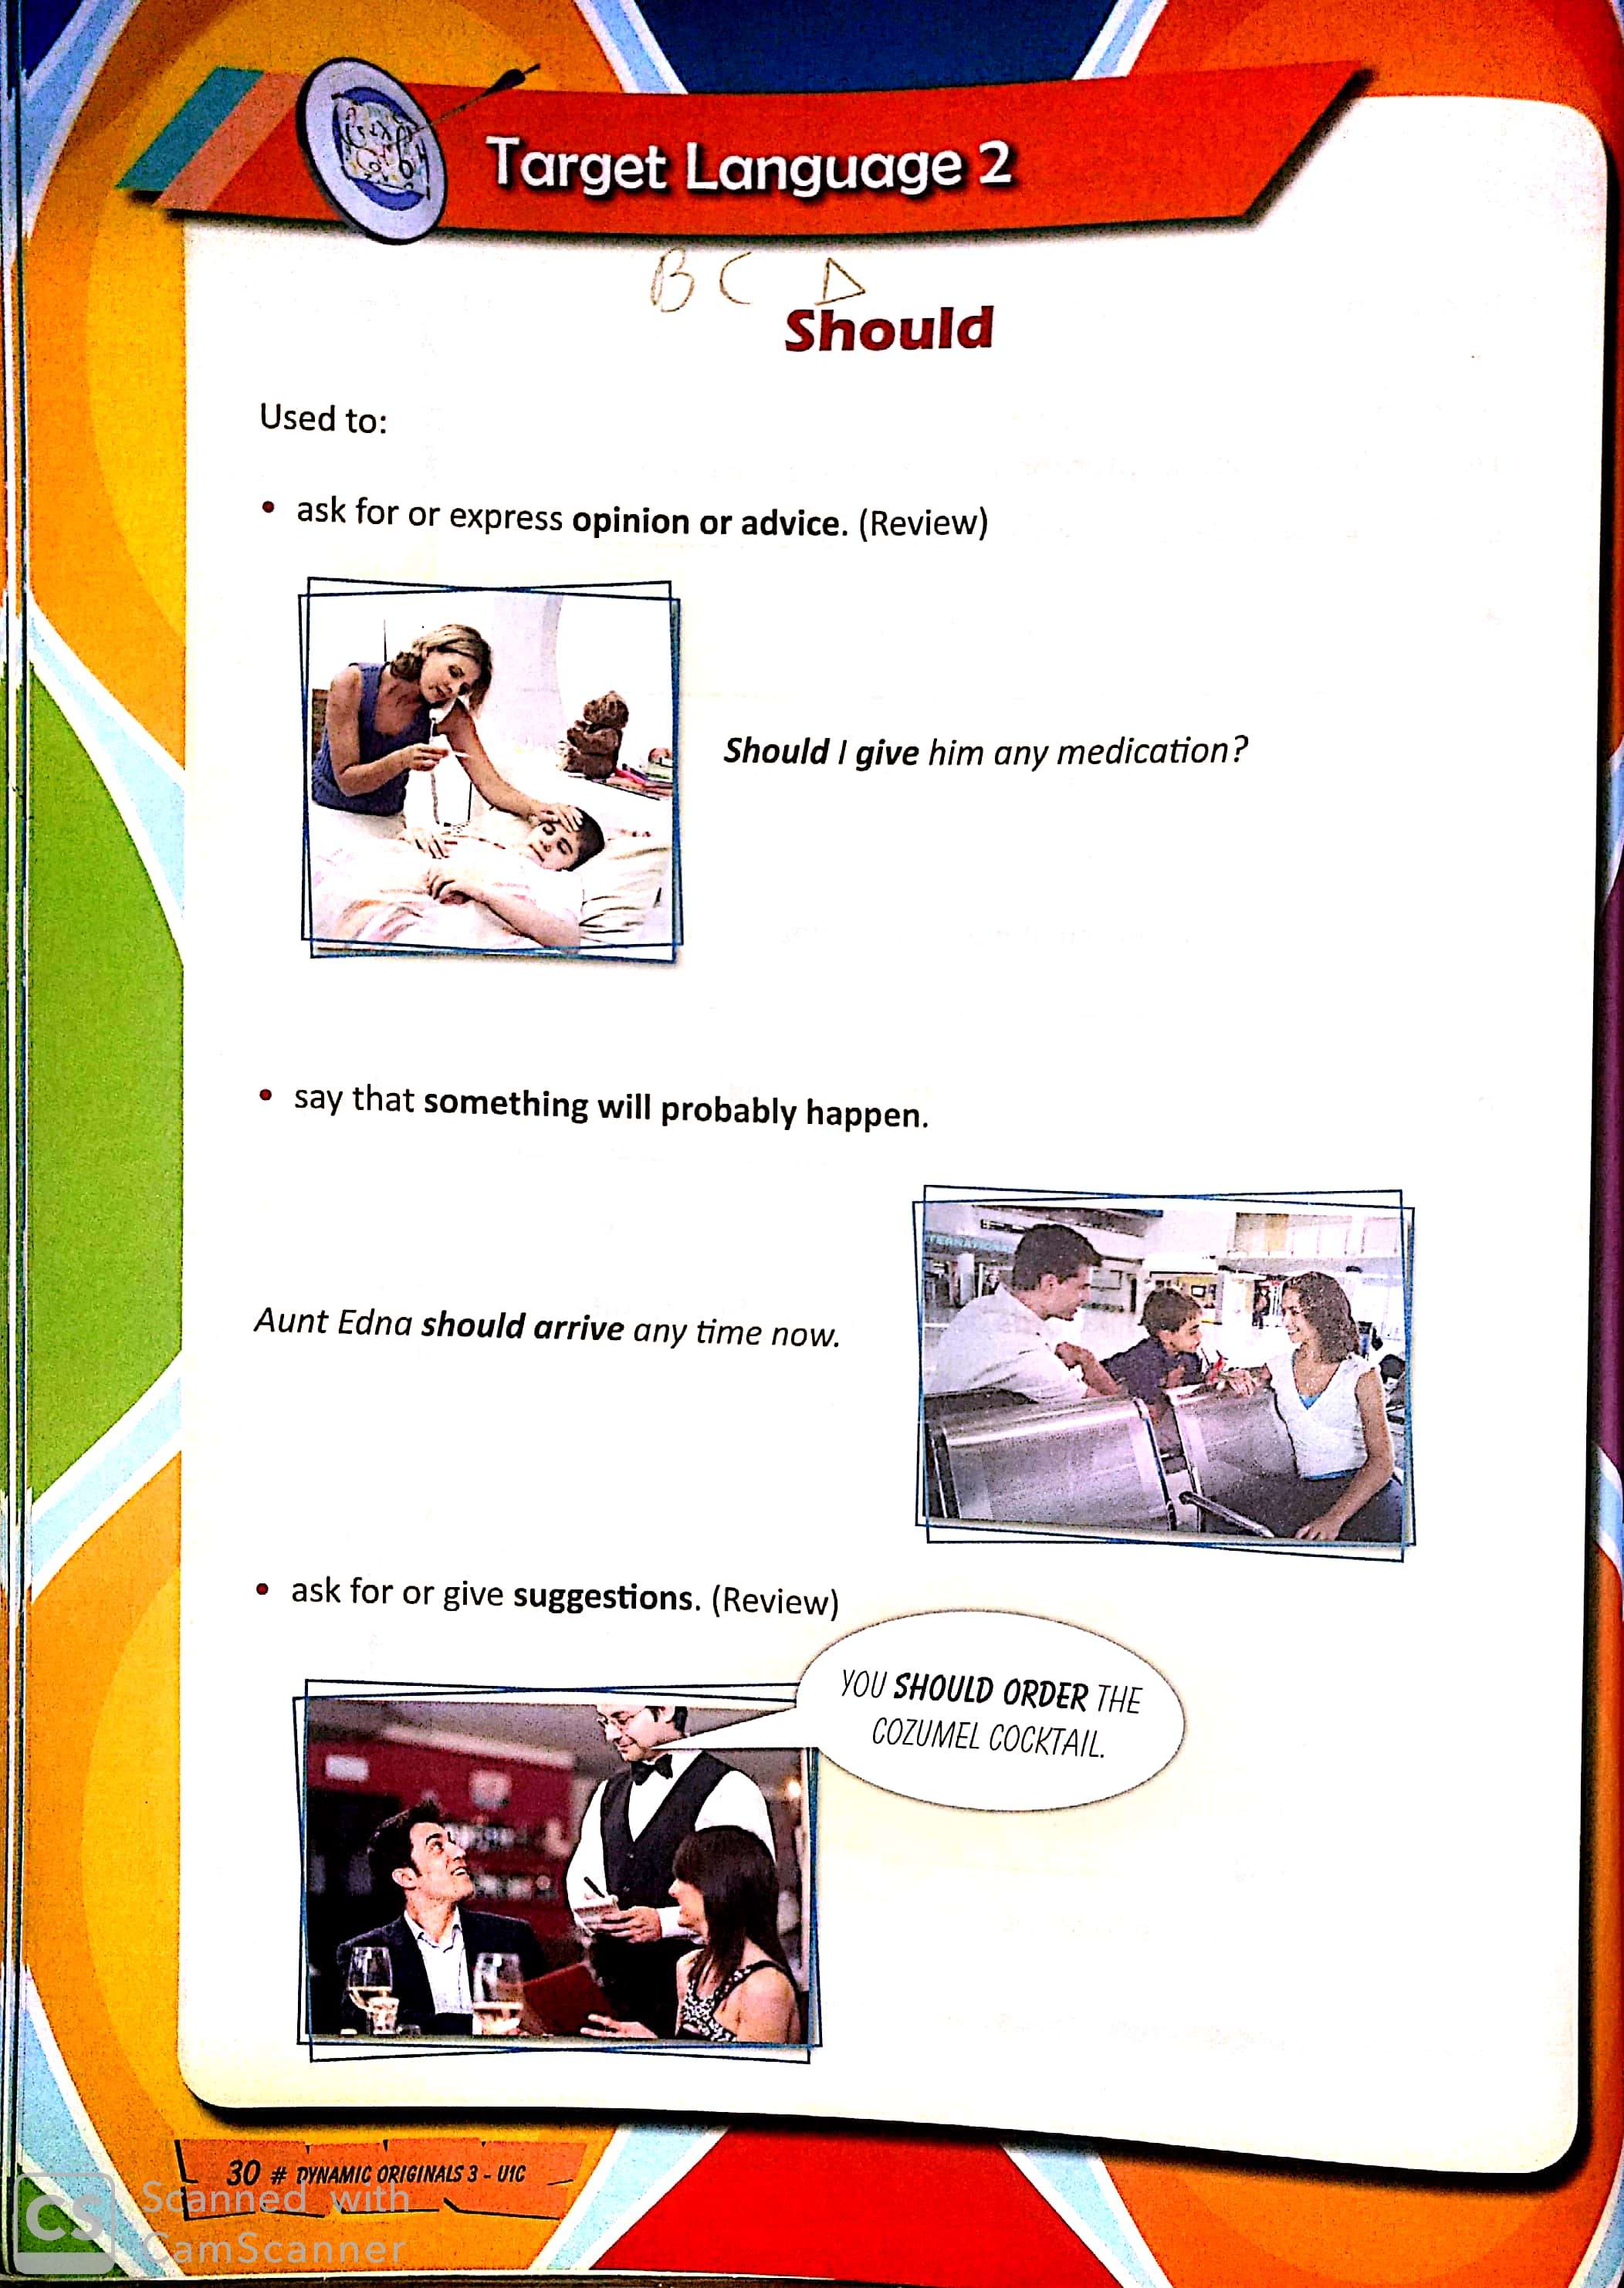 Target Language 2
B C D
Should
Used to:
• ask for or express opinion or advice. (Review)
Should I give him any medication?
• say that something will probably happen.
TERNATIONAL
Aunt Edna should arrive any time now.
• ask for or give suggestions. (Review)
YOU SHOULD ORDER THE
COZUMEL COCKTAIL.
30 # DYNAMIC ORIGINALS 3 - U1C
CS
Scanned with
CamScanner